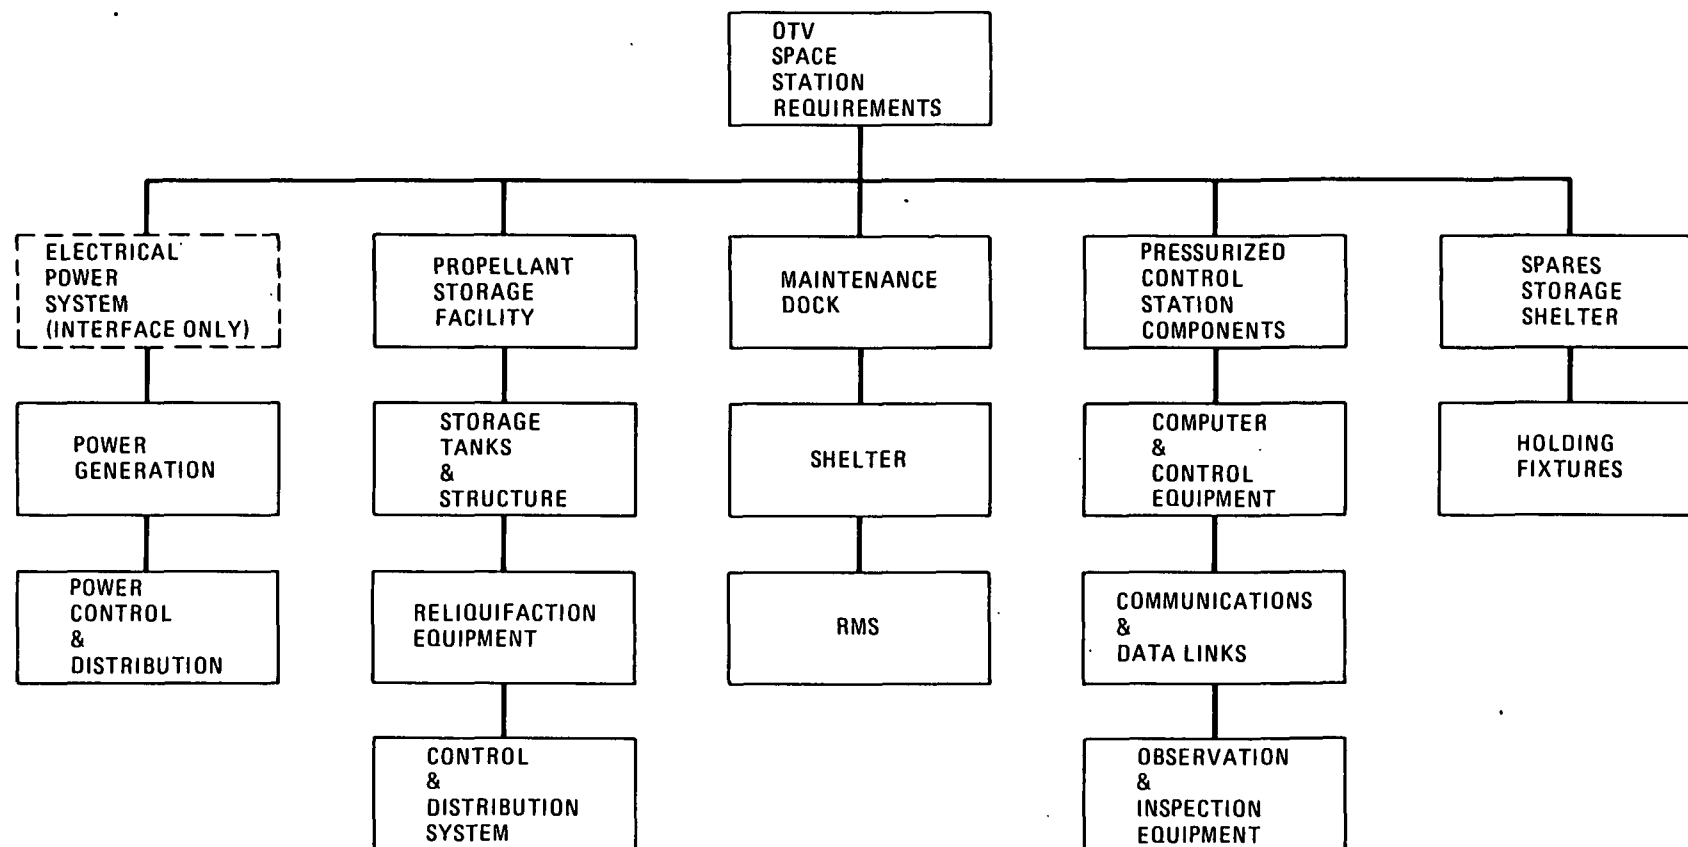 OTV
SPACE
STATION
REQUIREMENTS
ELECTRICAL
POWER
SYSTEM
(INTERFACE ONLY)
PROPELLANT
STORAGE
FACILITY
MAINTENANCE
DOCK
PRESSURIZED
CONTROL
STATION
COMPONENTS
SPARES
STORAGE
SHELTER
POWER
GENERATION
STORAGE
TANKS
&
STRUCTURE
SHELTER
COMPUTER
&
CONTROL
EQUIPMENT
HOLDING
FIXTURES
POWER
CONTROL
&
DISTRIBUTION
RELIQUIFACTION
EQUIPMENT
RMS
COMMUNICATIONS
&
DATA LINKS
CONTROL
&
DISTRIBUTION
SYSTEM
OBSERVATION
&
INSPECTION
EQUIPMENT